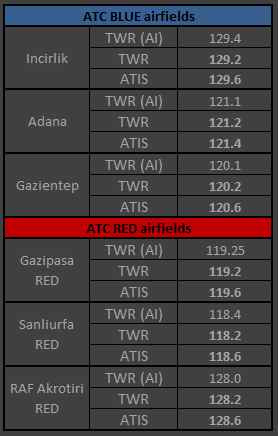 ATC BLUE airfields
Incirlik
TWR (AI) 129.4
TWR 129.2
ATIS 129.6
Adana
TWR (AI) 121.1
TWR 121.2
ATIS 121.4
Gazientep
TWR (AI) 120.1
TWR 120.2
ATIS 120.6
ATC RED airfields
Gazipasa
RED
TWR (AI) 119.25
TWR 119.2
ATIS 119.6
Sanliurfa
RED
TWR (AI) 118.4
TWR 118.2
ATIS 118.6
RAF Akrotiri
RED
TWR (AI) 128.0
TWR 128.2
ATIS 128.6